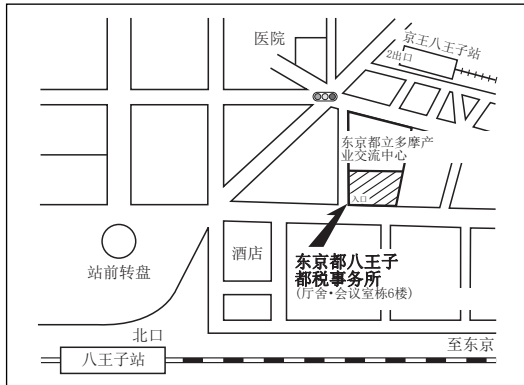 医院
京王八王子站
2出口
东京都立多摩产
业交流中心
入口
酒店
东京都八王子
都税事务所
(厅舍·会议室栋6楼)
站前转盘
北口
至东京
八王子站